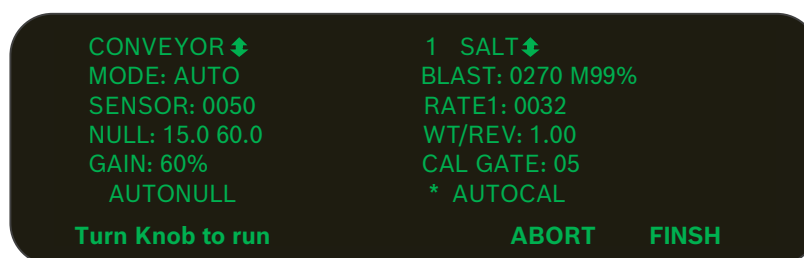 CONVEYOR⬍ 1 SALT⬍
MODE: AUTO BLAST: 0270 M99%
SENSOR: 0050 RATE1: 0032
NULL: 15.0 60.0 WT/REV: 1.00
GAIN: 60% CAL GATE: 05
AUTONULL * AUTOCAL
Turn Knob to run ABORT FINSH